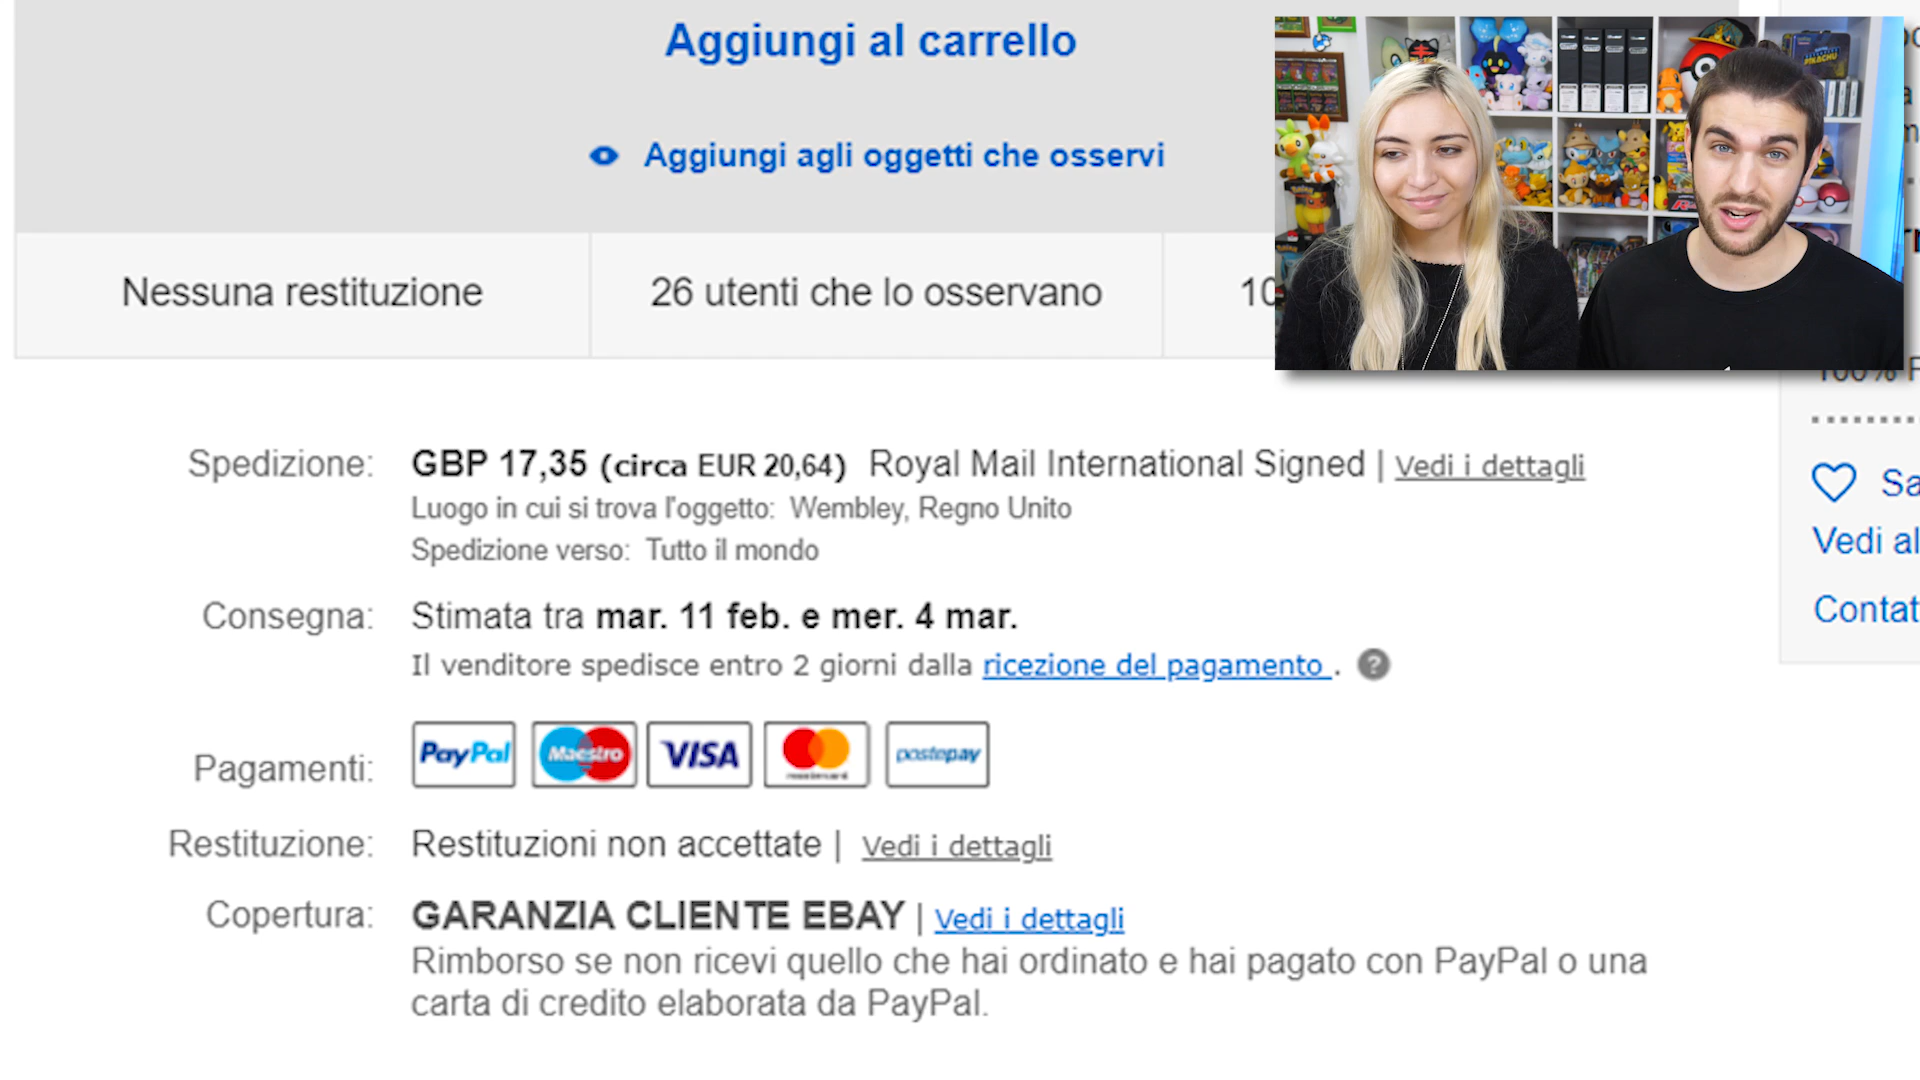 Aggiungi al carrello
Aggiungi agli oggetti che osservi
Nessuna restituzione
26 utenti che lo osservano
10
PIKACHU
100%
Spedizione: GBP 17,35 (circa EUR 20,64) Royal Mail International Signed | Vedi i dettagli
Luogo in cui si trova l'oggetto: Wembley, Regno Unito
Spedizione verso: Tutto il mondo
Consegna: Stimata tra mar. 11 feb. e mer. 4 mar.
Il venditore spedisce entro 2 giorni dalla ricezione del pagamento .
?
Pagamenti: PayPal Maestro VISA mastercard postepay
Restituzione: Restituzioni non accettate | Vedi i dettagli
Copertura: GARANZIA CLIENTE EBAY | Vedi i dettagli
Rimborso se non ricevi quello che hai ordinato e hai pagato con PayPal o una
carta di credito elaborata da PayPal.
Sa
Vedi al
Contat